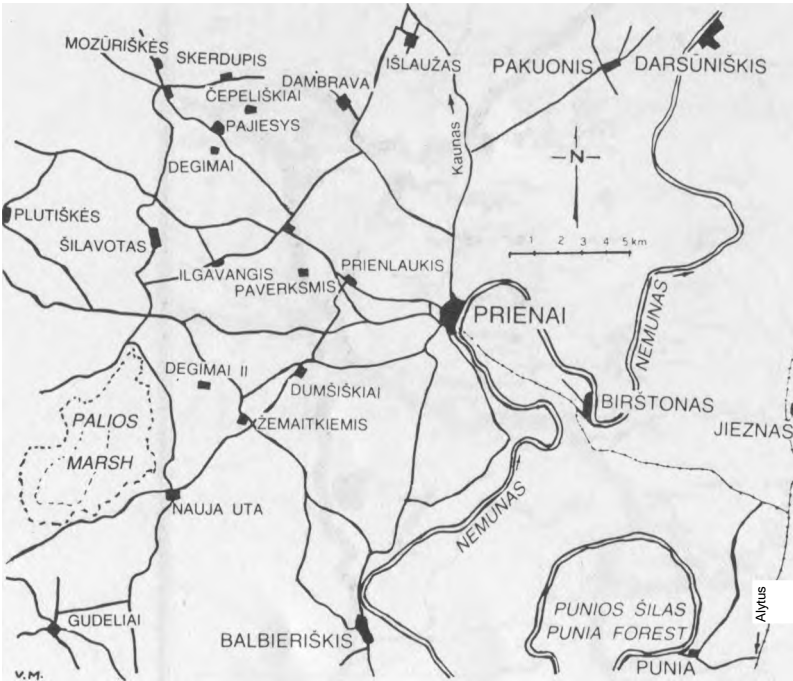 MOZŪRIŠKĖS
SKERDUPIS
ČEPELIŠKIAI
PAJIESYS
DEGIMAI
DAMBRAVA
IŠLAUŽAS
PAKUONIS
DARSŪNIŠKIS
Kaunas
N
1 2 3 4 5 km
PLUTIŠKĖS
ŠILAVOTAS
ILGAVANGIS
PAVERKSMIS
PRIENLAUKIS
PRIENAI
NEMUNAS
DEGIMAI II
DUMŠIŠKIAI
BIRŠTONAS
JIEZNAS
PALIOS
MARSH
ŽEMAITKIEMIS
NAUJA UTA
NEMUNAS
GUDELIAI
BALBIERIŠKIS
PUNIOS ŠILAS
PUNIA FOREST
Alytus
PUNIA
V.M.